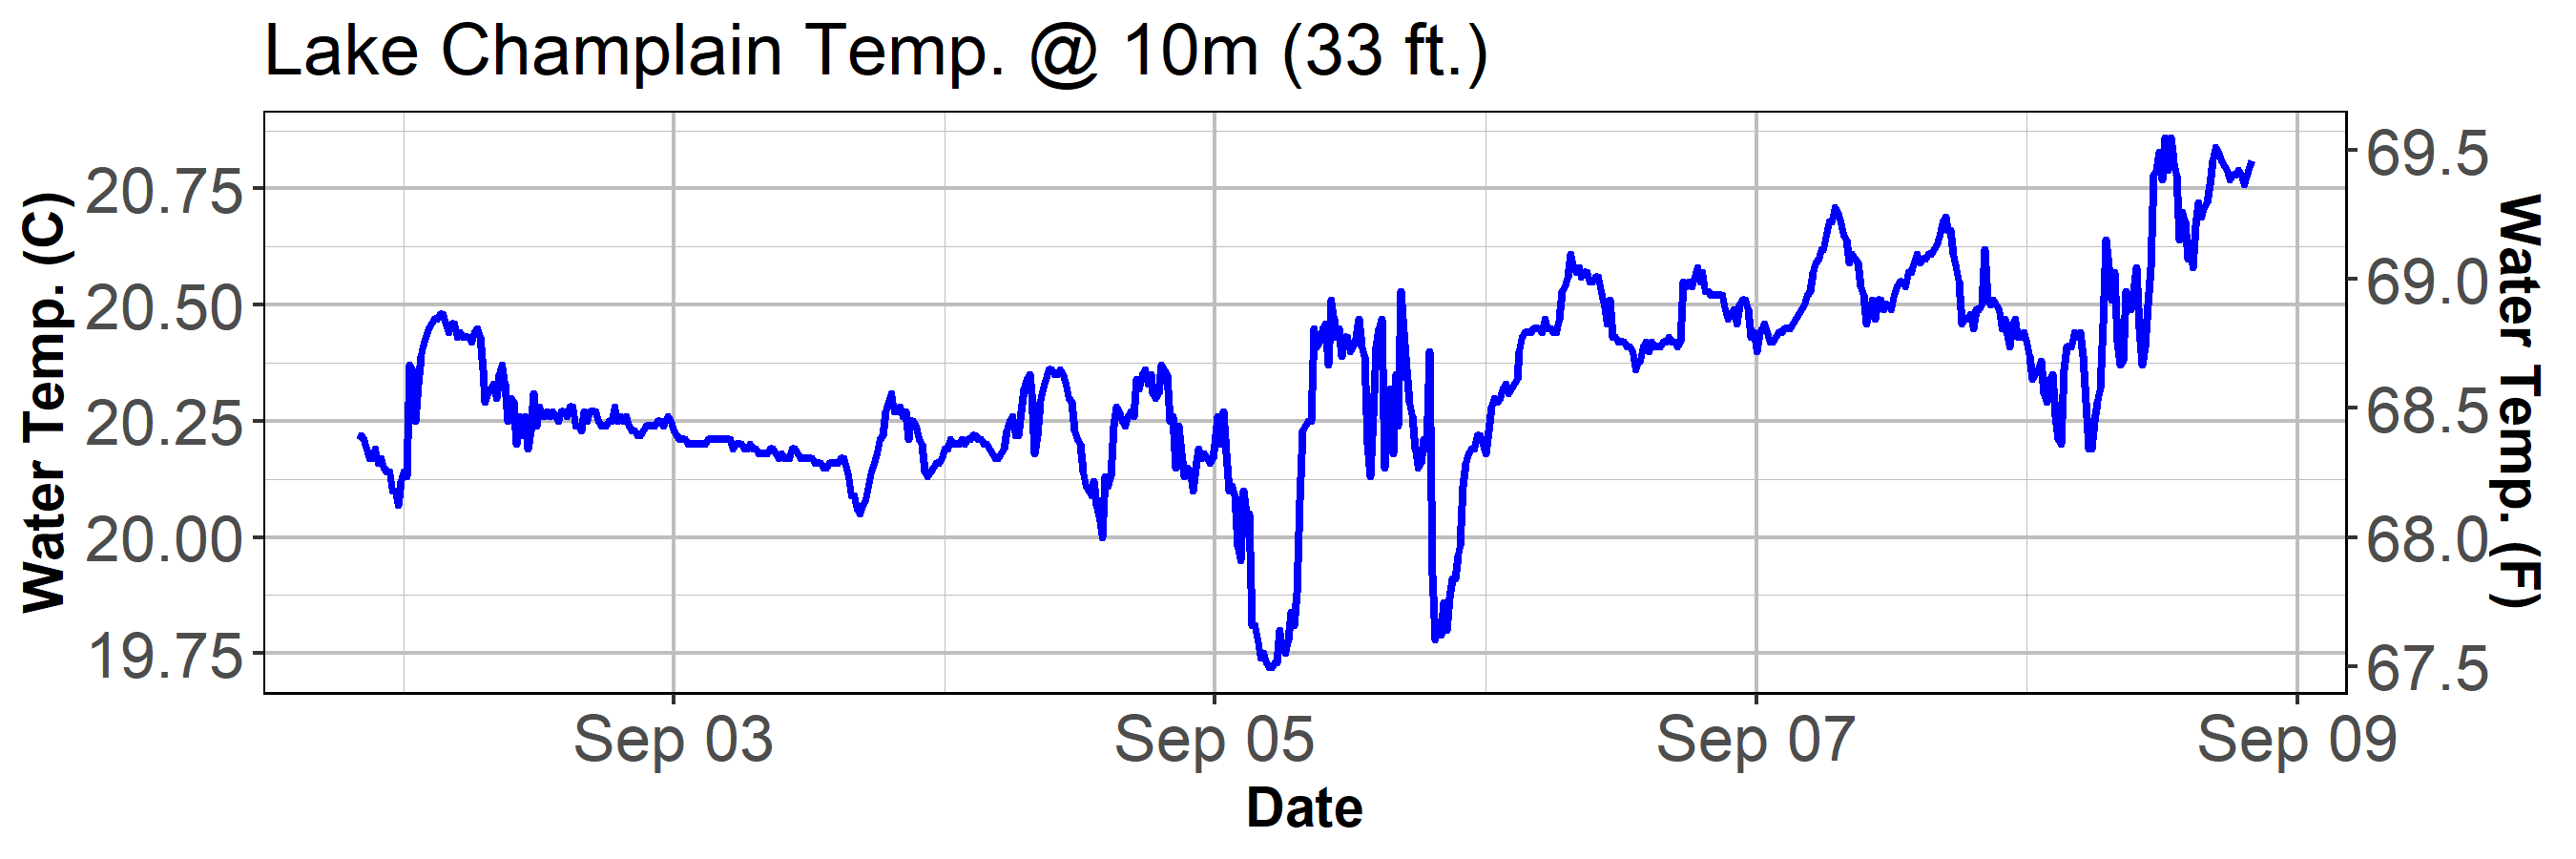 Lake Champlain Temp. @ 10m (33 ft.)
Water Temp. (C)
20.75
20.50
20.25
20.00
19.75
69.5
69.0
68.5
68.0
67.5
Water Temp. (F)
Sep 03 Sep 05 Sep 07 Sep 09
Date